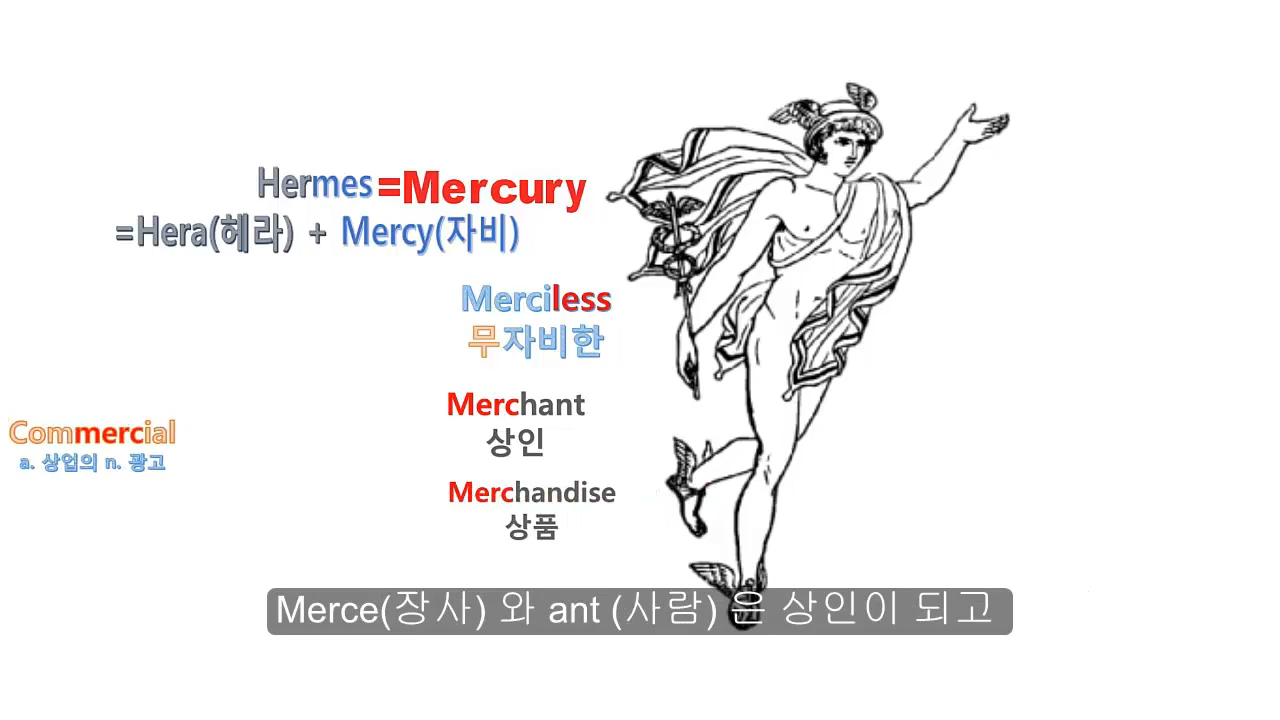 Hermes=Mercury
=Hera(헤라) + Mercy(자비)
Merciless
무자비한
Merchant
상인
Commercial
a. 상업의 n. 광고
Merchandise
상품
Merce(장사) 와 ant (사람) 은 상인이 되고